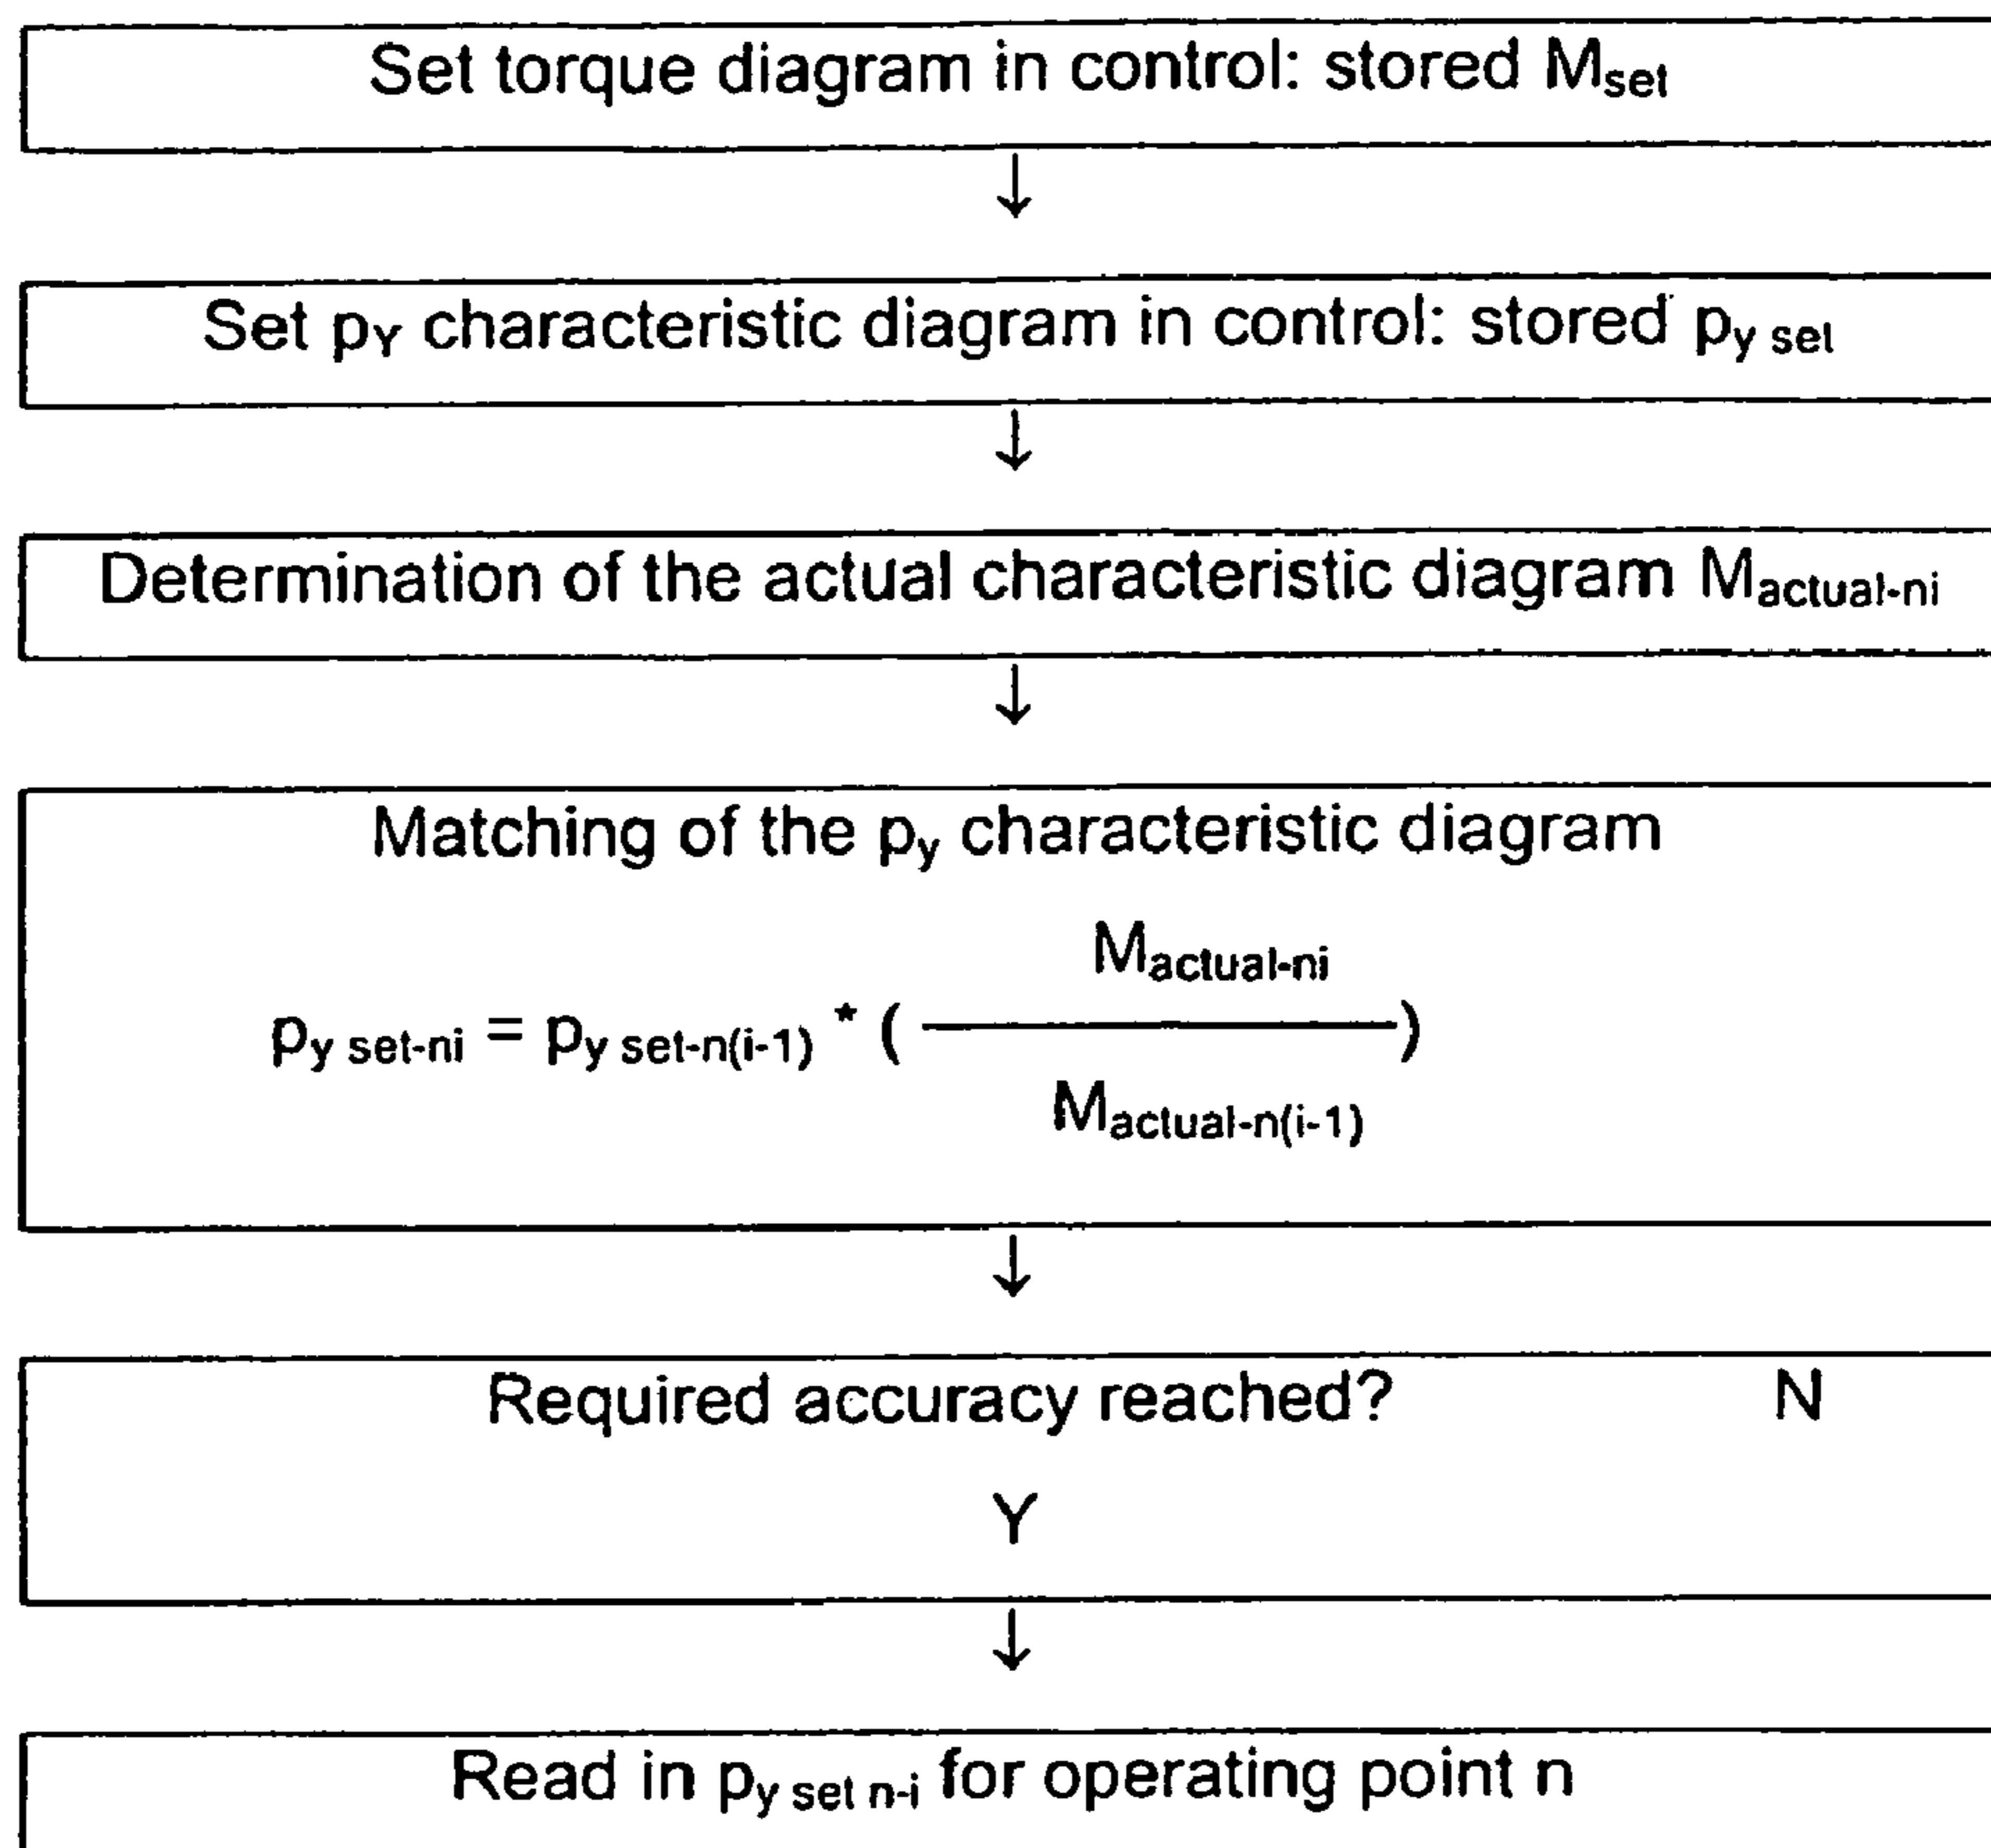 Set torque diagram in control: stored Mset
Set pY characteristic diagram in control: stored py set
Determination of the actual characteristic diagram Mactual-ni
Matching of the py characteristic diagram
Mactual-ni
py set-ni = py set-n(i-1) * ( )
Mactual-n(i-1)
Required accuracy reached? N
Y
Read in py set n-i for operating point n